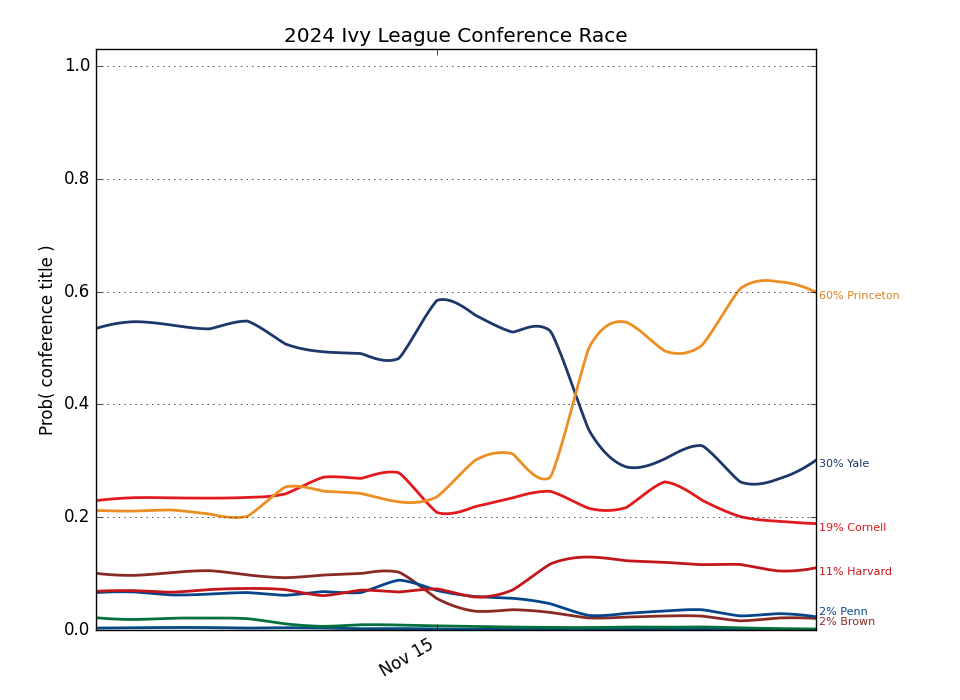 2024 Ivy League Conference Race
1.0
0.8
0.6
0.4
0.2
0.0
Prob( conference title )
60% Princeton
30% Yale
19% Cornell
11% Harvard
2% Penn
2% Brown
Nov 15